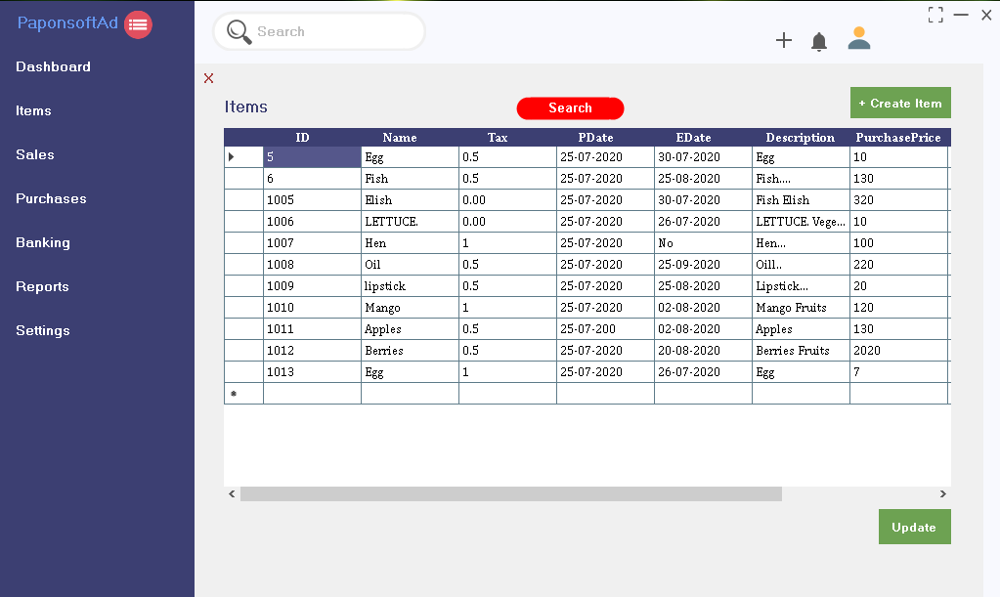 PaponsoftAd
Search
Dashboard
Items
Sales
Purchases
Banking
Reports
Settings
Items
Search
+ Create Item
ID Name Tax PDate EDate Description PurchasePrice
5 Egg 0.5 25-07-2020 30-07-2020 Egg 10
6 Fish 0.5 25-07-2020 25-08-2020 Fish.... 130
1005 Elish 0.00 25-07-2020 30-07-2020 Fish Elish 320
1006 LETTUCE. 0.00 25-07-2020 26-07-2020 LETTUCE. Vege... 10
1007 Hen 1 25-07-2020 No Hen... 100
1008 Oil 0.5 25-07-2020 25-09-2020 Oill.. 220
1009 lipstick 0.5 25-07-2020 25-08-2020 Lipstick... 20
1010 Mango 1 25-07-2020 02-08-2020 Mango Fruits 120
1011 Apples 0.5 25-07-200 02-08-2020 Apples 130
1012 Berries 0.5 25-07-2020 20-08-2020 Berries Fruits 2020
1013 Egg 1 25-07-2020 26-07-2020 Egg 7
Update